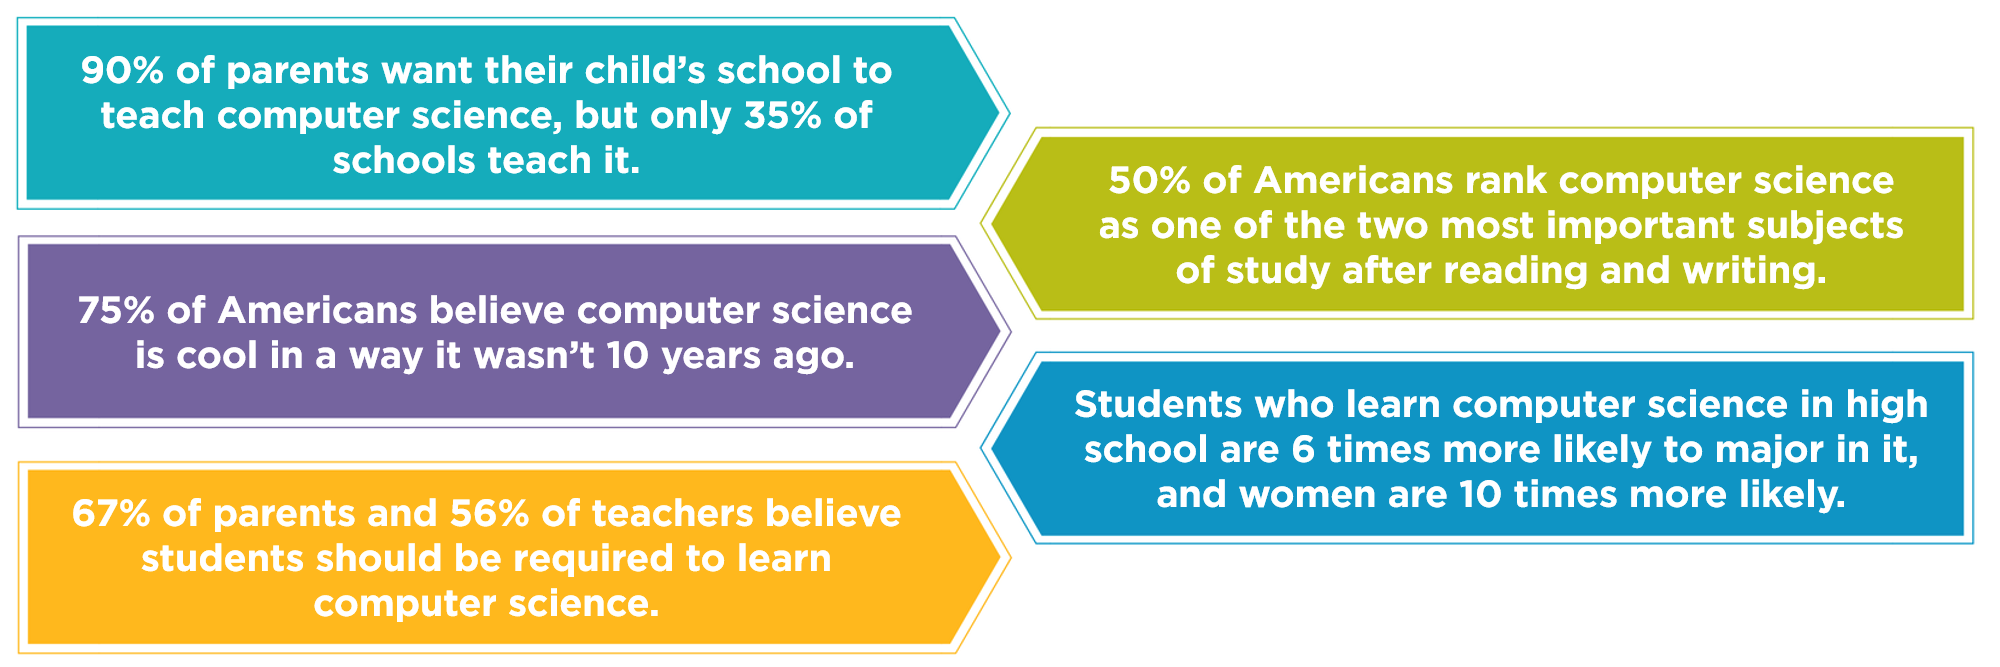 90% of parents want their child’s school to
teach computer science, but only 35% of
schools teach it.
50% of Americans rank computer science
as one of the two most important subjects
of study after reading and writing.
75% of Americans believe computer science
is cool in a way it wasn’t 10 years ago.
Students who learn computer science in high
school are 6 times more likely to major in it,
and women are 10 times more likely.
67% of parents and 56% of teachers believe
students should be required to learn
computer science.